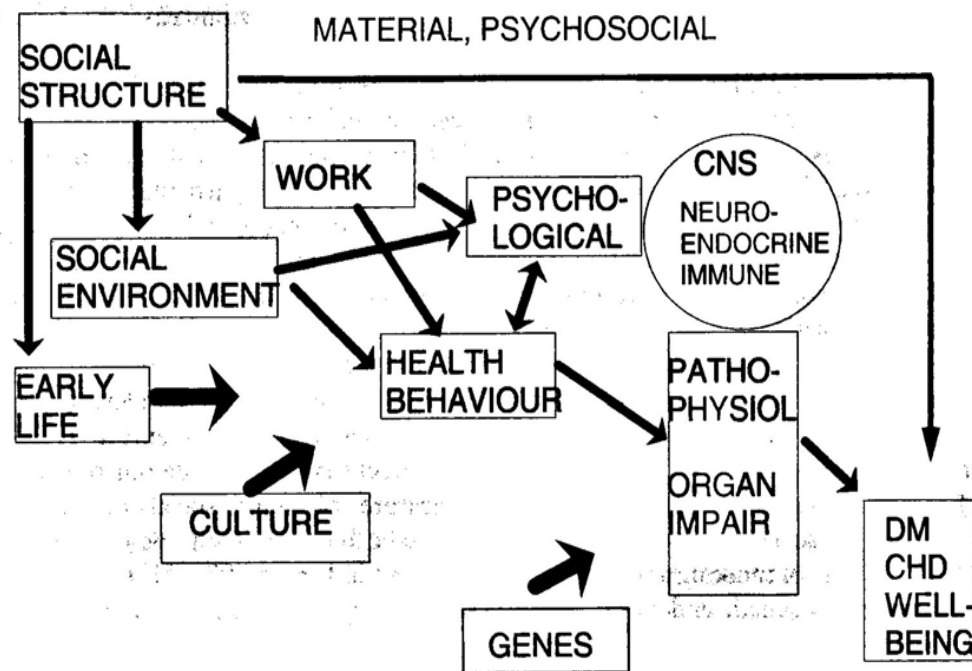 MATERIAL, PSYCHOSOCIAL
SOCIAL
STRUCTURE
WORK
PSYCHO-
LOGICAL
CNS
NEURO-
ENDOCRINE
IMMUNE
SOCIAL
ENVIRONMENT
HEALTH
BEHAVIOUR
EARLY
LIFE
PATHO-
PHYSIOL
ORGAN
IMPAIR
CULTURE
GENES
DM
CHD
WELL-
BEING